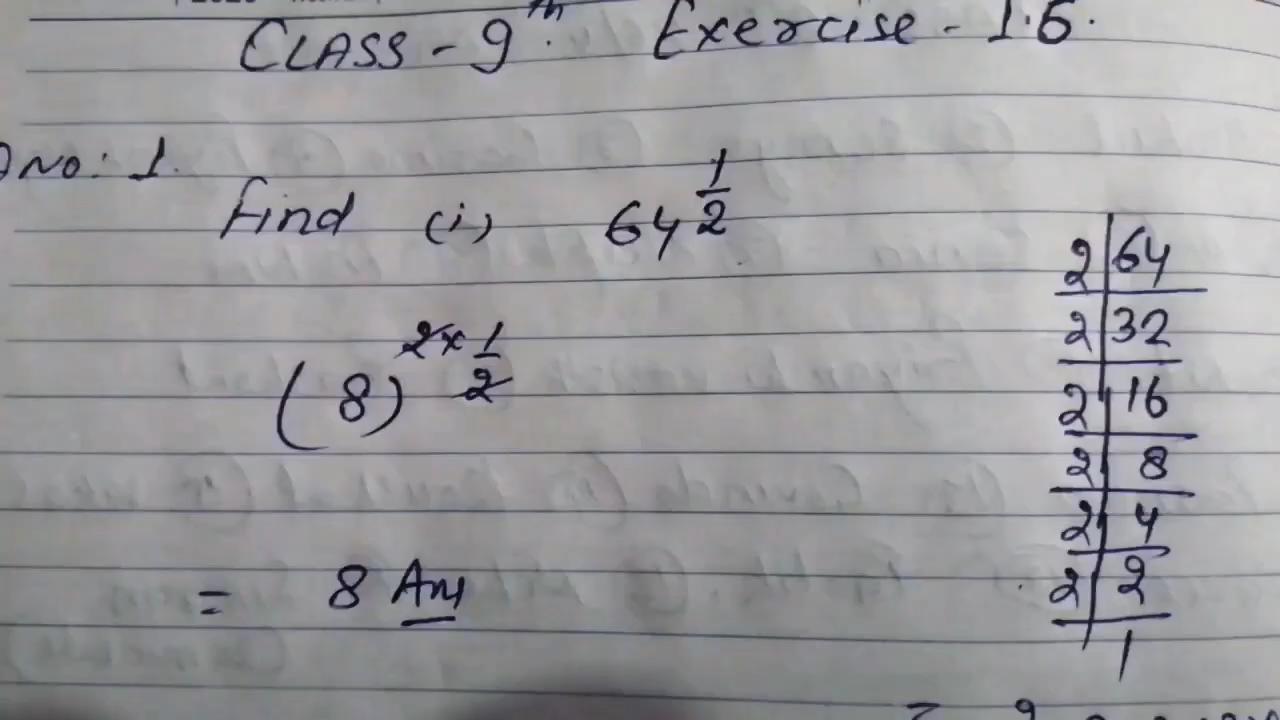 CLASS - 9th. Exercise - 1.5.
No: 1.
Find (i) 64^(1/2)
(8)^(2 × 1/2)
= 8 Ans
2 | 64
2 | 32
2 | 16
2 | 8
2 | 4
2 | 2
1